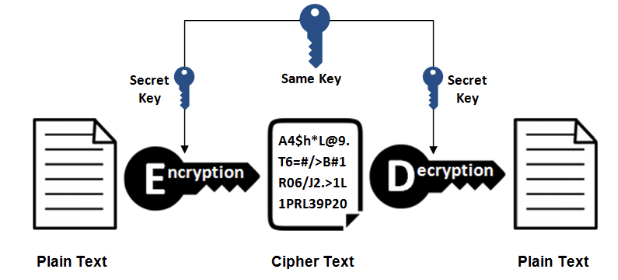 Secret
Key
Same Key
Secret
Key
Encryption
A4$h*L@9.
T6=#/>B#1
R06/J2.>1L
1PRL39P20
Decryption
Plain Text
Cipher Text
Plain Text